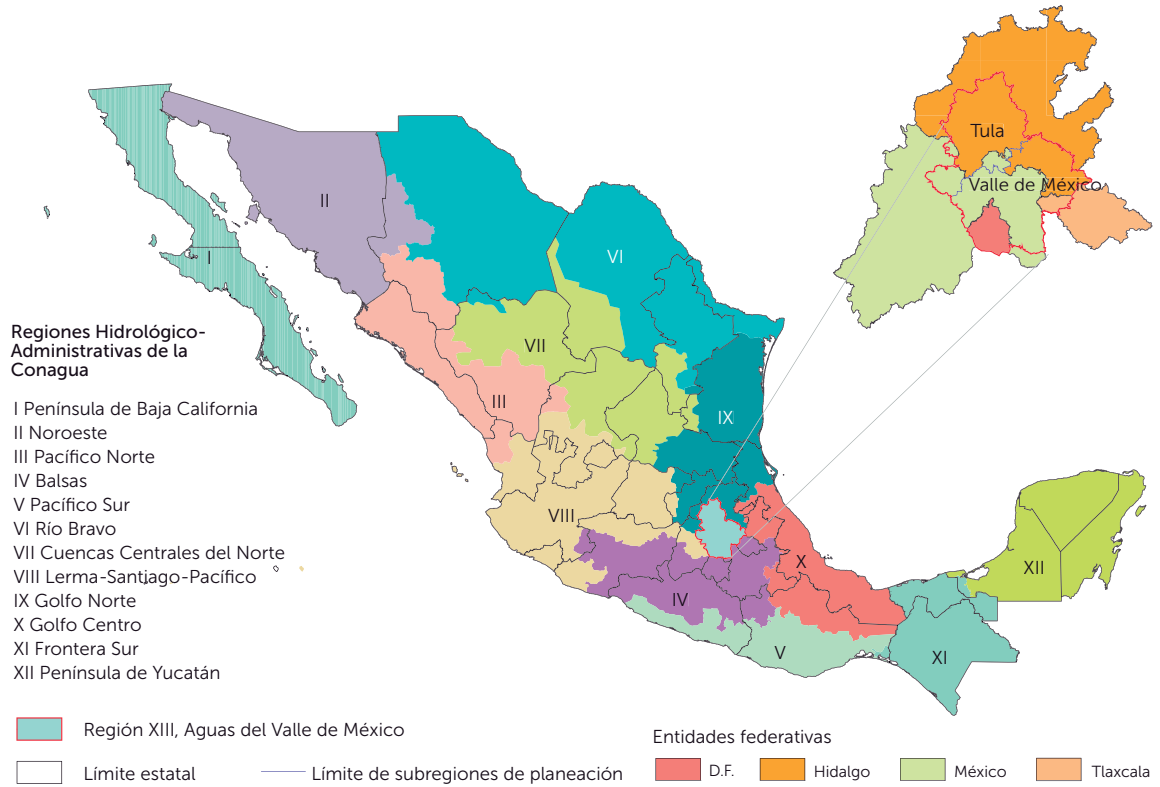 Tula
Valle de México
II
I
VI
VII
III
IX
VIII
IV
X
V
XI
XII
Regiones Hidrológico-
Administrativas de la
Conagua
I Península de Baja California
II Noroeste
III Pacífico Norte
IV Balsas
V Pacífico Sur
VI Río Bravo
VII Cuencas Centrales del Norte
VIII Lerma-Santiago-Pacífico
IX Golfo Norte
X Golfo Centro
XI Frontera Sur
XII Península de Yucatán
Región XIII, Aguas del Valle de México
Límite estatal
Límite de subregiones de planeación
Entidades federativas
D.F.
Hidalgo
México
Tlaxcala